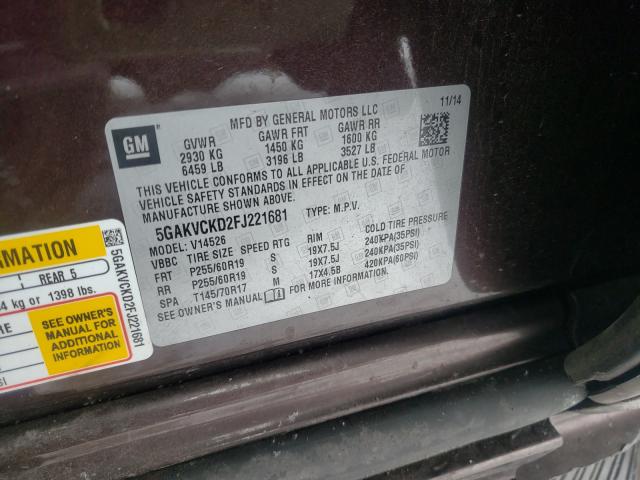 MFD BY GENERAL MOTORS LLC
11/14
GM
GVWR GAWR FRT GAWR RR
2930 KG 1450 KG 1600 KG
6459 LB 3196 LB 3527 LB
THIS VEHICLE CONFORMS TO ALL APPLICABLE U.S. FEDERAL MOTOR
VEHICLE SAFETY STANDARDS IN EFFECT ON THE DATE OF
MANUFACTURE SHOWN ABOVE.
5GAKVCKD2FJ221681 TYPE: M.P.V.
MODEL: V14526
VBBC TIRE SIZE SPEED RTG RIM COLD TIRE PRESSURE
FRT P255/60R19 S 19X7.5J 240KPA(35PSI)
RR P255/60R19 S 19X7.5J 240KPA(35PSI)
SPA T145/70R17 M 17X4.5B 420KPA(60PSI)
SEE OWNER'S MANUAL FOR MORE INFORMATION.
RMATION
REAR 5
4 kg or 1398 lbs.
RE
SEE OWNER'S
MANUAL FOR
ADDITIONAL
INFORMATION
SI
5GAKVCKD2FJ221681